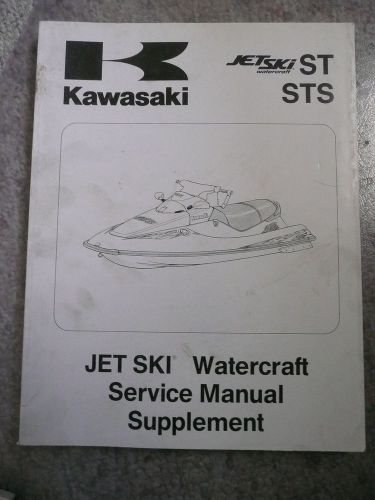 JET SKI ST
watercraft
STS
Kawasaki
JET SKI® Watercraft
Service Manual
Supplement